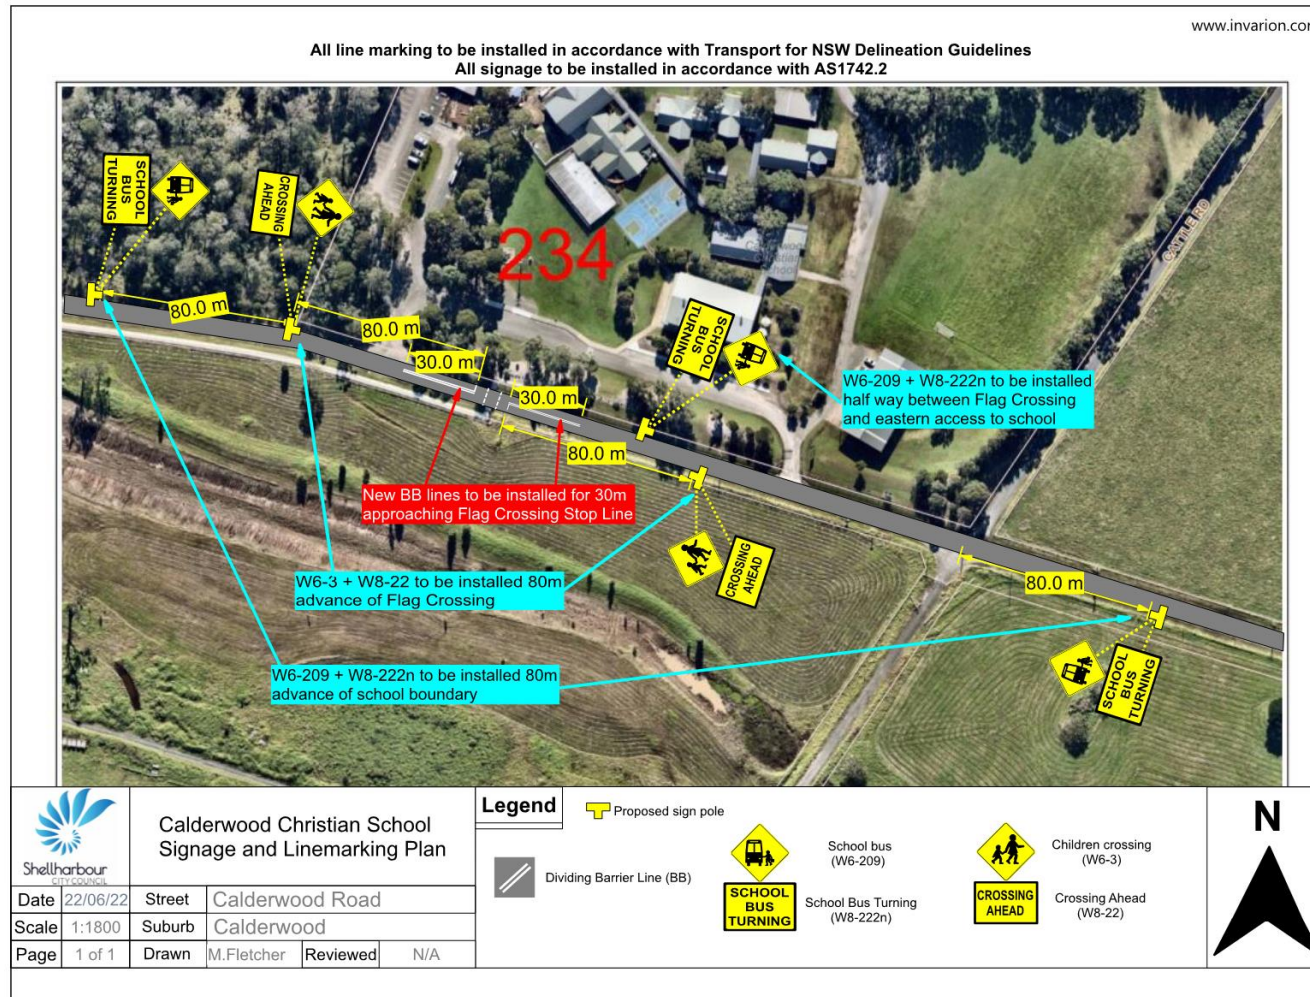 www.invarion.com
All line marking to be installed in accordance with Transport for NSW Delineation Guidelines
All signage to be installed in accordance with AS1742.2
SCHOOL
BUS
TURNING
CROSSING
AHEAD
234
CATTLE RD
80.0 m
80.0 m
30.0 m
30.0 m
80.0 m
SCHOOL
BUS
TURNING
W6-209 + W8-222n to be installed
half way between Flag Crossing
and eastern access to school
New BB lines to be installed for 30m
approaching Flag Crossing Stop Line
CROSSING
AHEAD
W6-3 + W8-22 to be installed 80m
advance of Flag Crossing
80.0 m
W6-209 + W8-222n to be installed 80m
advance of school boundary
SCHOOL
BUS
TURNING
Shellharbour
CITY COUNCIL
Calderwood Christian School
Signage and Linemarking Plan
Date 22/06/22 Street Calderwood Road
Scale 1:1800 Suburb Calderwood
Page 1 of 1 Drawn M.Fletcher Reviewed N/A
Legend
Proposed sign pole
Dividing Barrier Line (BB)
School bus
(W6-209)
SCHOOL
BUS
TURNING
School Bus Turning
(W8-222n)
Children crossing
(W6-3)
CROSSING
AHEAD
Crossing Ahead
(W8-22)
N